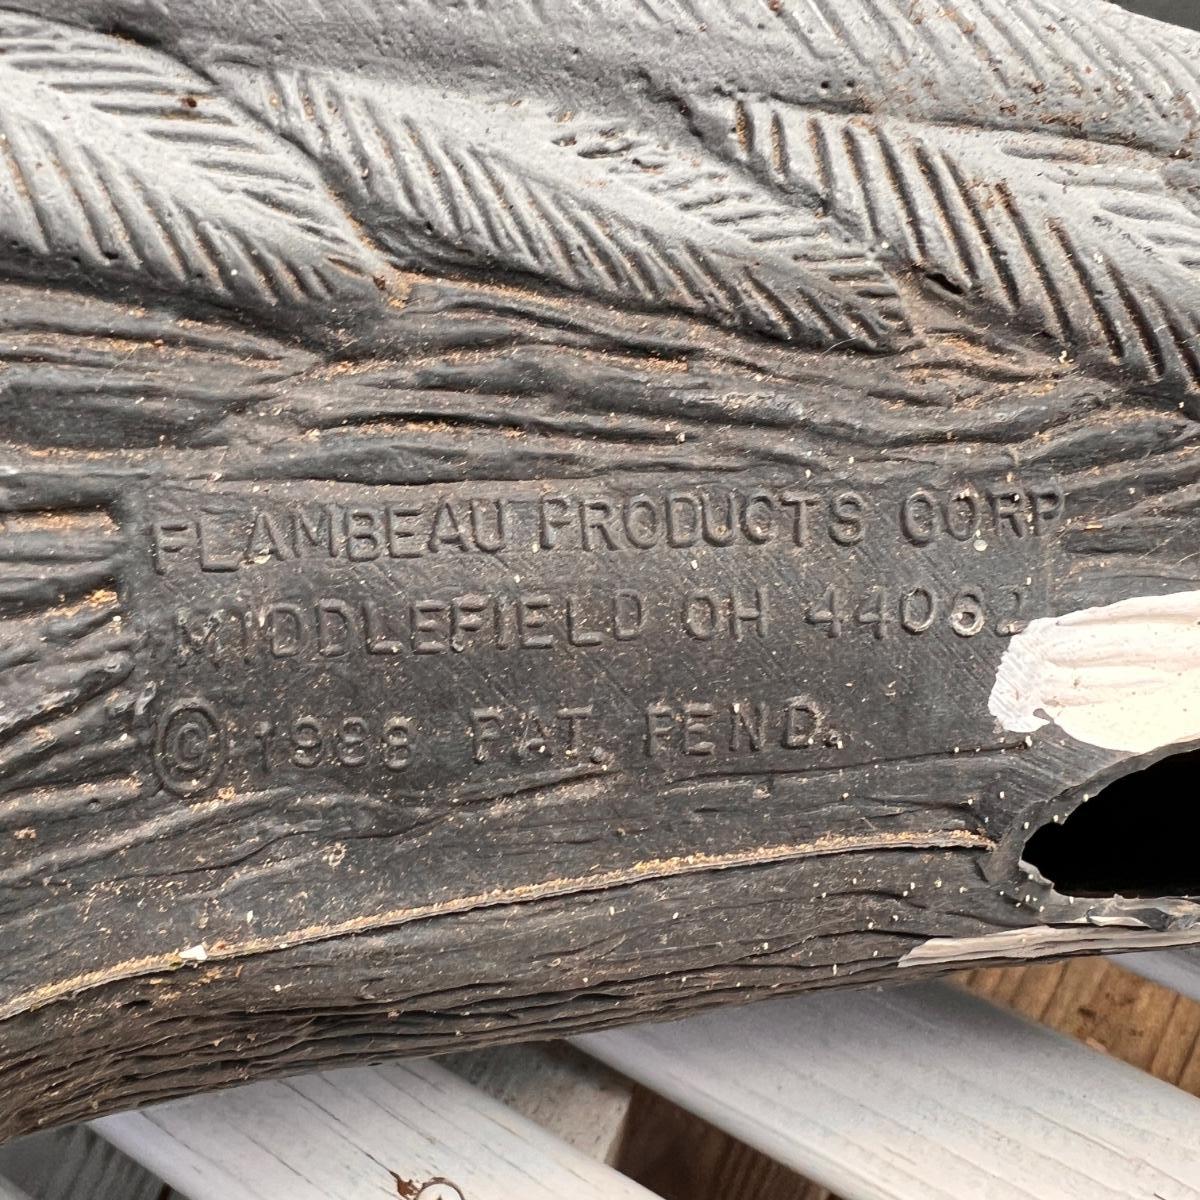 FLAMBEAU PRODUCTS CORP
MIDDLEFIELD OH 44062
© 1988 PAT. PEND.